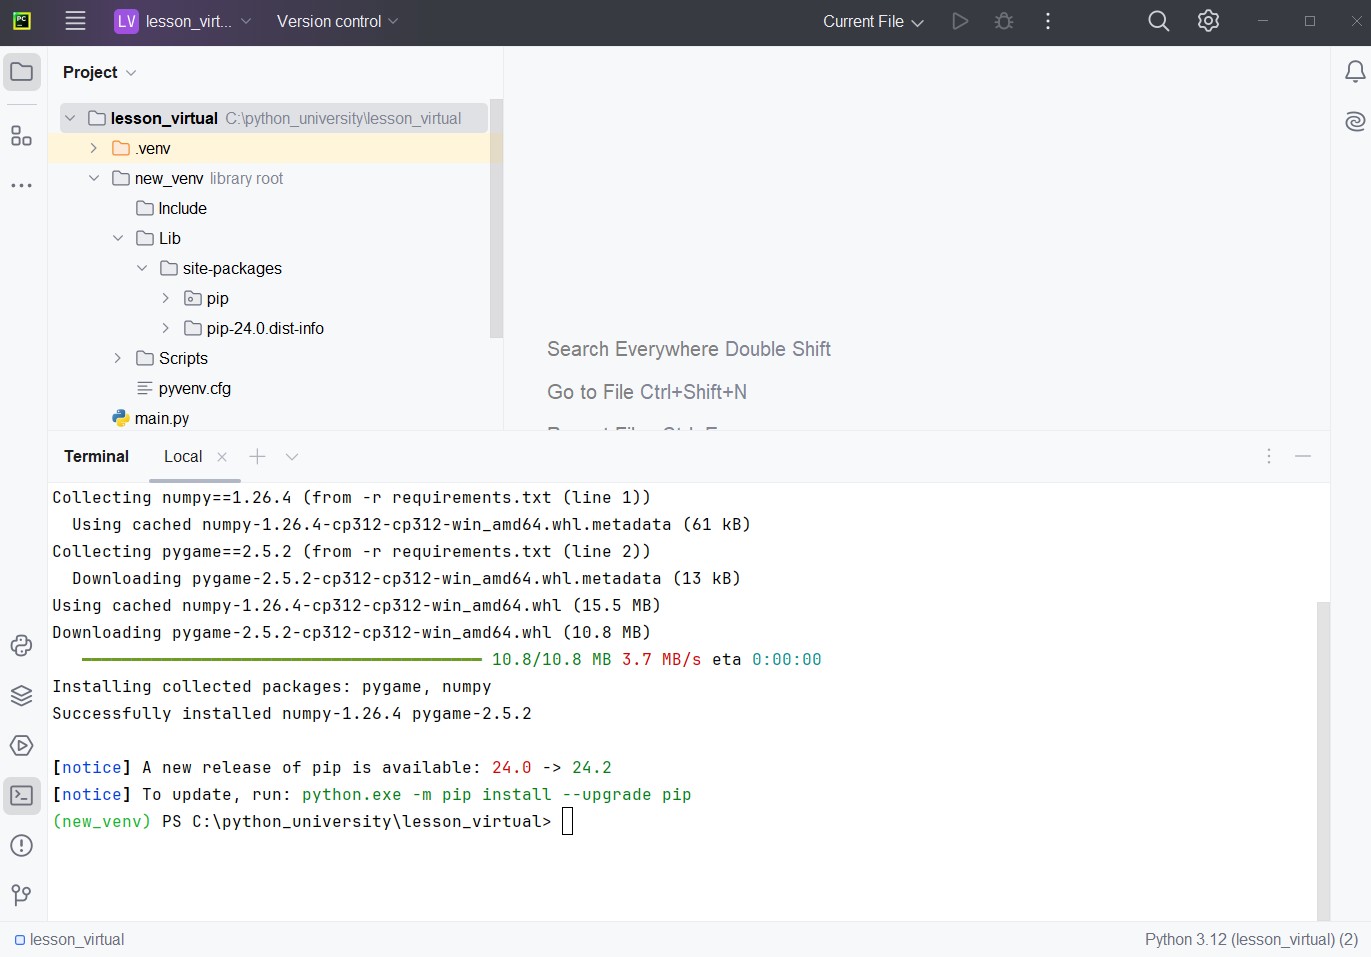 PC
LV lesson_virt... Version control Current File
Project
lesson_virtual C:\python_university\lesson_virtual
.venv
new_venv library root
Include
Lib
site-packages
pip
pip-24.0.dist-info
Scripts
pyvenv.cfg
main.py
Search Everywhere Double Shift
Go to File Ctrl+Shift+N
Terminal Local
Collecting numpy==1.26.4 (from -r requirements.txt (line 1))
Using cached numpy-1.26.4-cp312-cp312-win_amd64.whl.metadata (61 kB)
Collecting pygame==2.5.2 (from -r requirements.txt (line 2))
Downloading pygame-2.5.2-cp312-cp312-win_amd64.whl.metadata (13 kB)
Using cached numpy-1.26.4-cp312-cp312-win_amd64.whl (15.5 MB)
Downloading pygame-2.5.2-cp312-cp312-win_amd64.whl (10.8 MB)
10.8/10.8 MB 3.7 MB/s eta 0:00:00
Installing collected packages: pygame, numpy
Successfully installed numpy-1.26.4 pygame-2.5.2
[notice] A new release of pip is available: 24.0 -> 24.2
[notice] To update, run: python.exe -m pip install --upgrade pip
(new_venv) PS C:\python_university\lesson_virtual>
lesson_virtual Python 3.12 (lesson_virtual) (2)